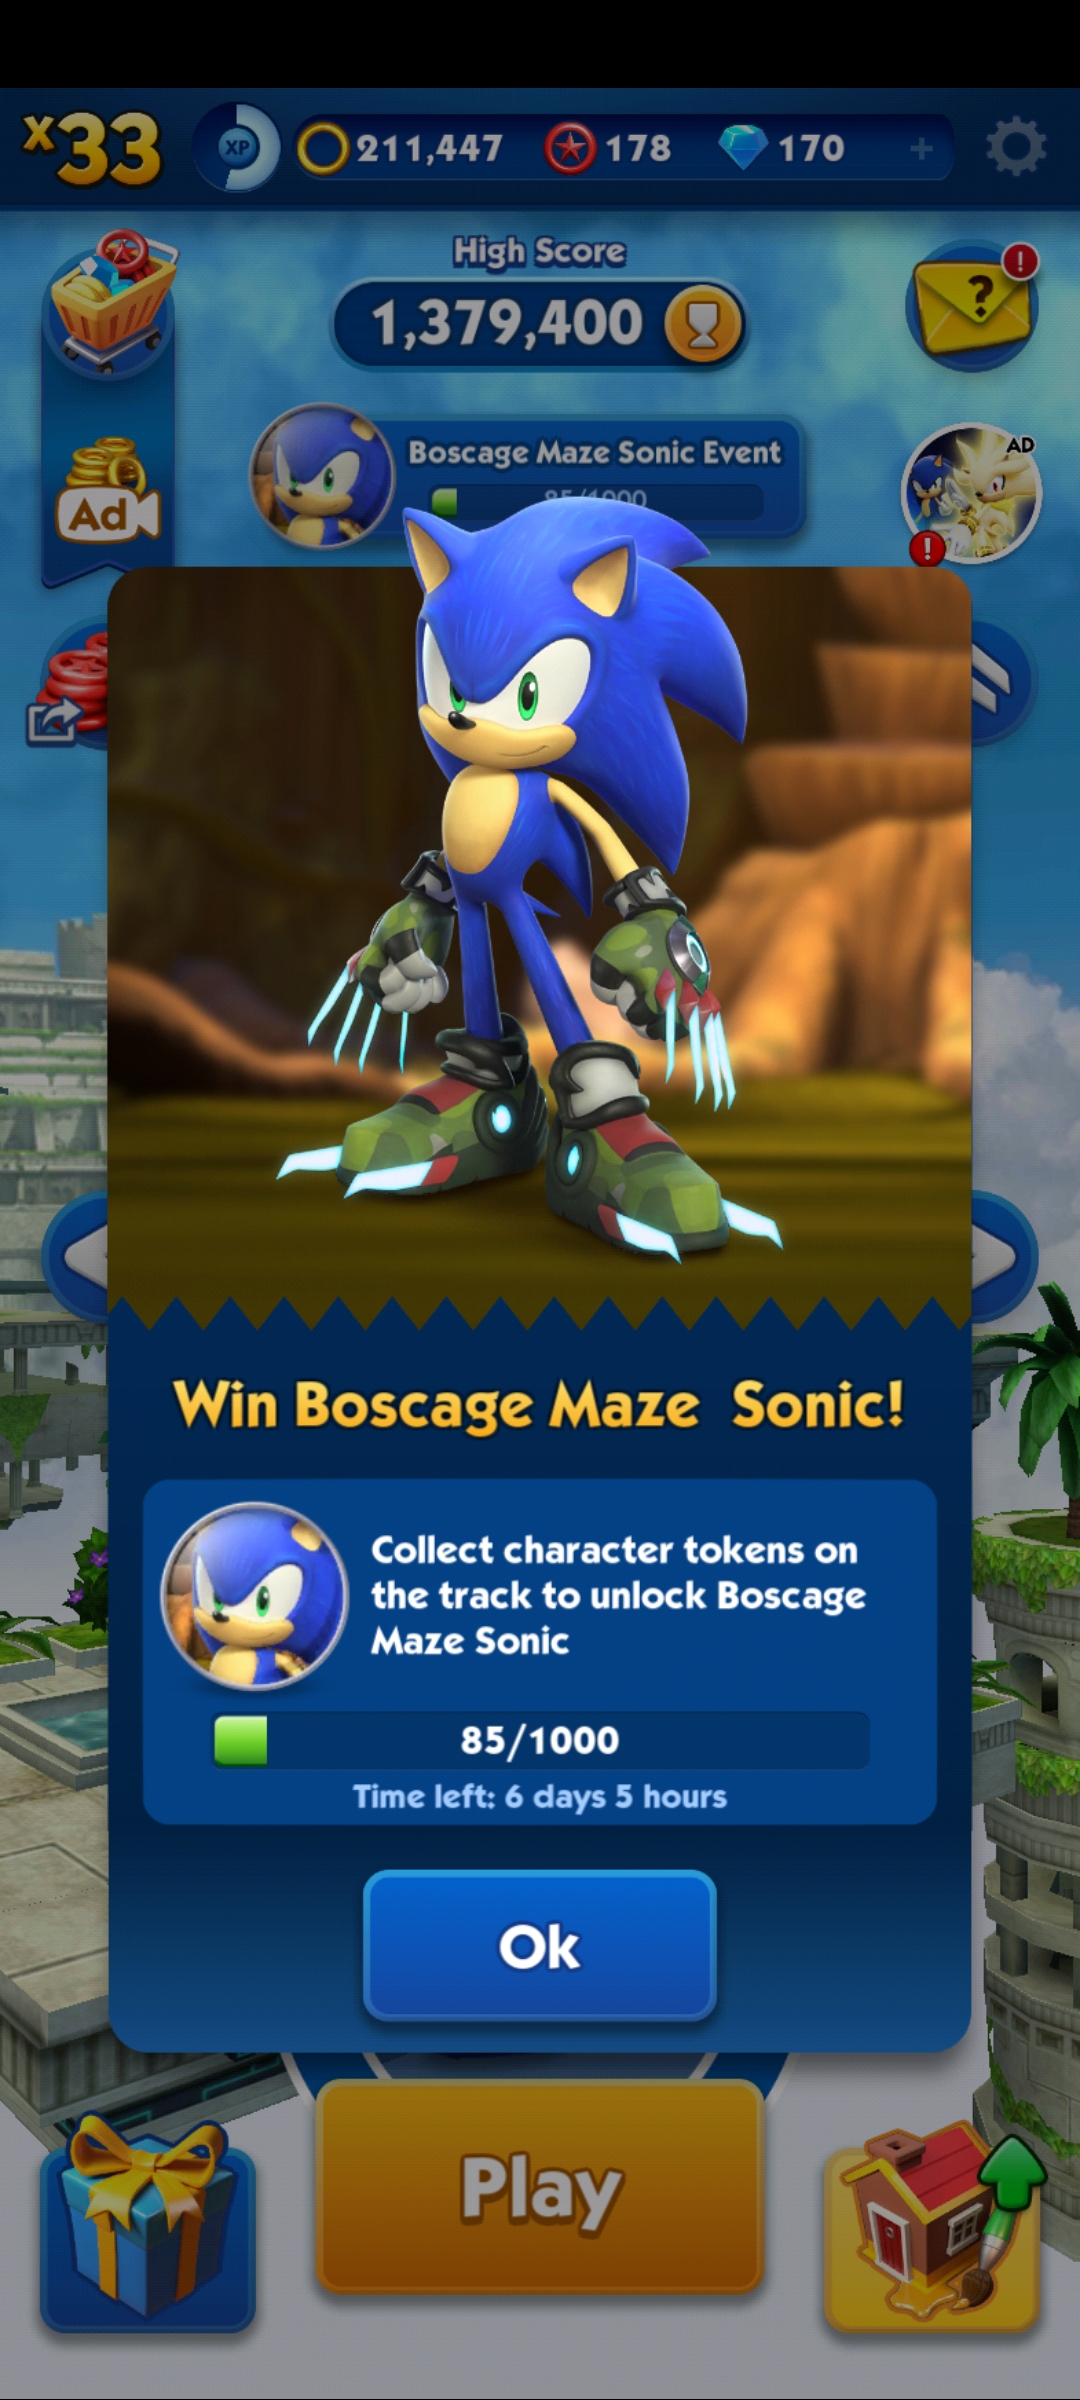 x33
XP
211,447
178
170
+
High Score
1,379,400
?
!
Boscage Maze Sonic Event
85/1000
Ad
AD
!
Win Boscage Maze Sonic!
Collect character tokens on
the track to unlock Boscage
Maze Sonic
85/1000
Time left: 6 days 5 hours
Ok
Play